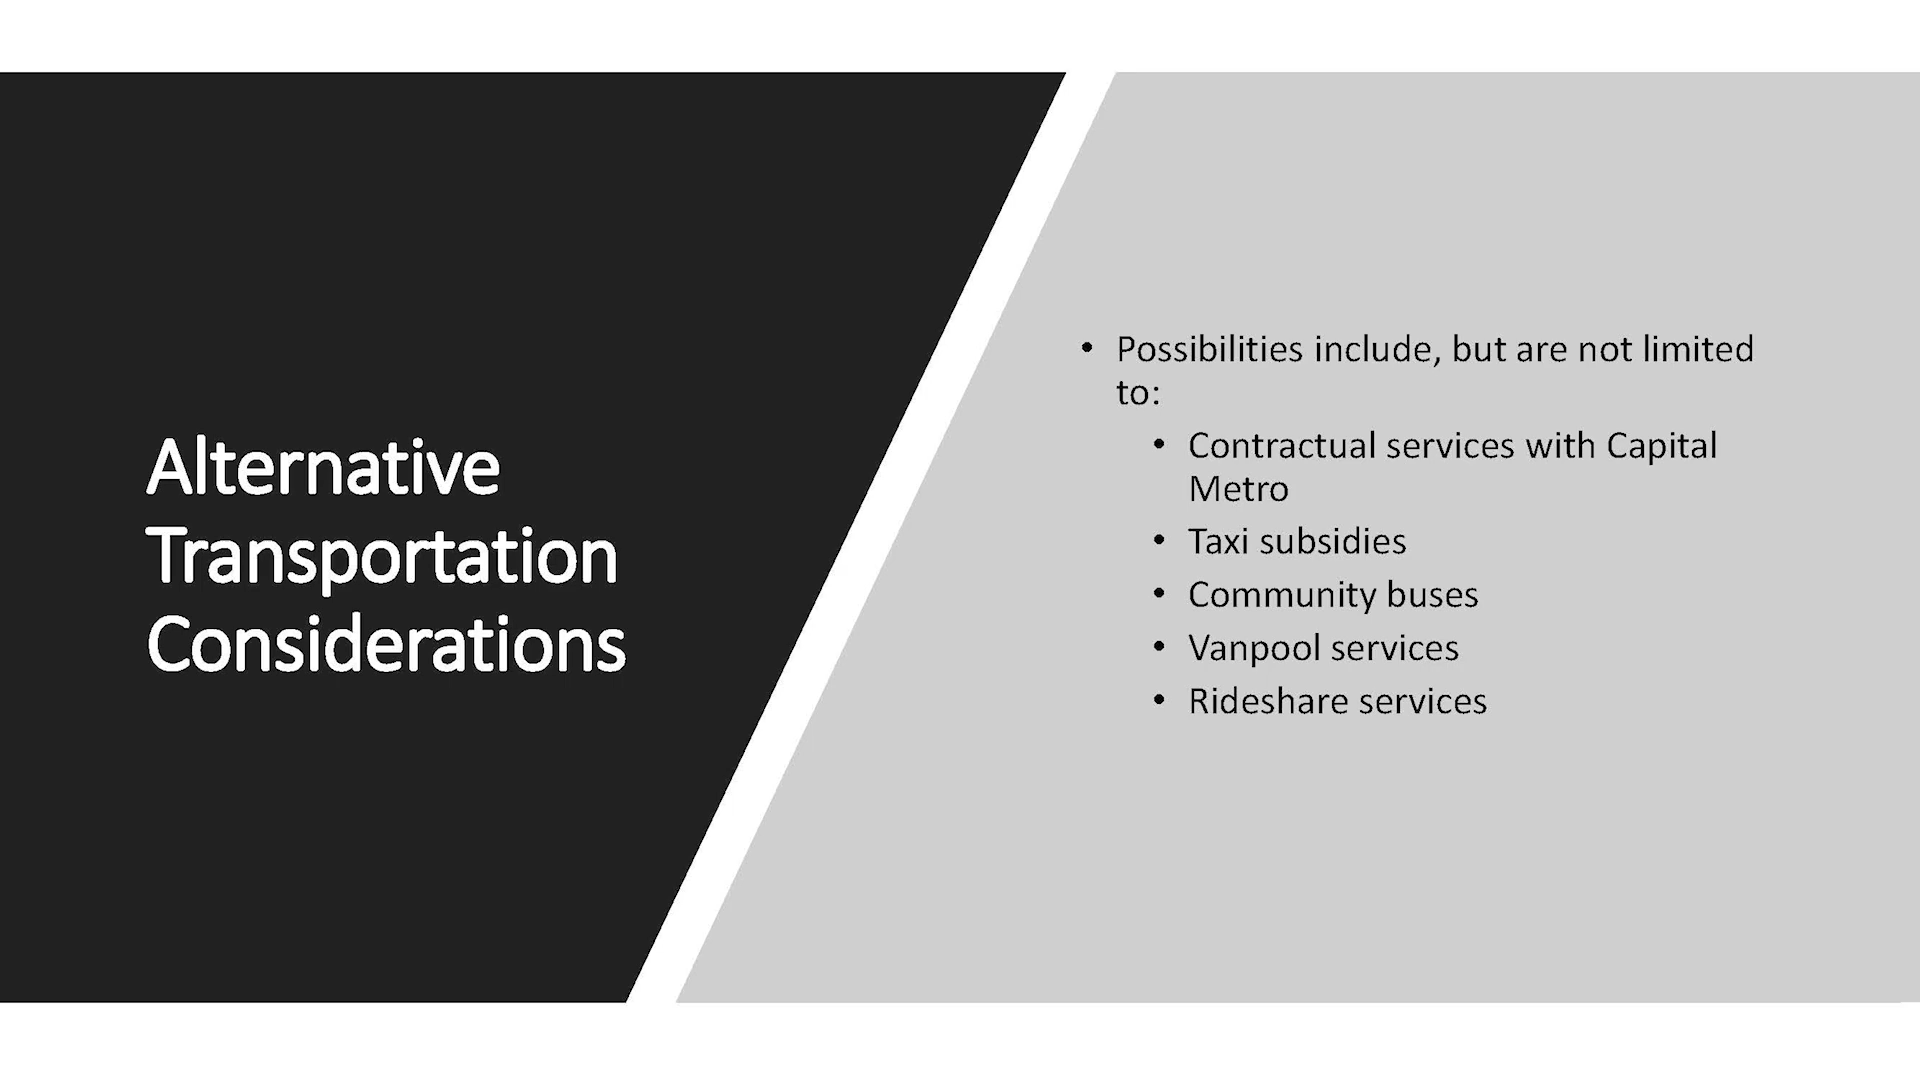 Alternative
Transportation
Considerations
• Possibilities include, but are not limited
to:
• Contractual services with Capital
Metro
• Taxi subsidies
• Community buses
• Vanpool services
• Rideshare services